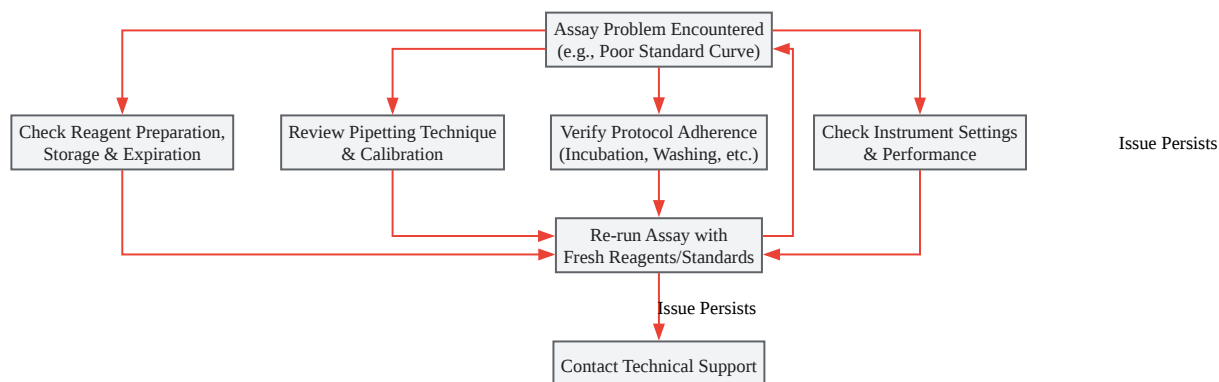 Assay Problem Encountered
(e.g., Poor Standard Curve)
Check Reagent Preparation,
Storage & Expiration
Review Pipetting Technique
& Calibration
Verify Protocol Adherence
(Incubation, Washing, etc.)
Check Instrument Settings
& Performance
Issue Persists
Re-run Assay with
Fresh Reagents/Standards
Issue Persists
Contact Technical Support